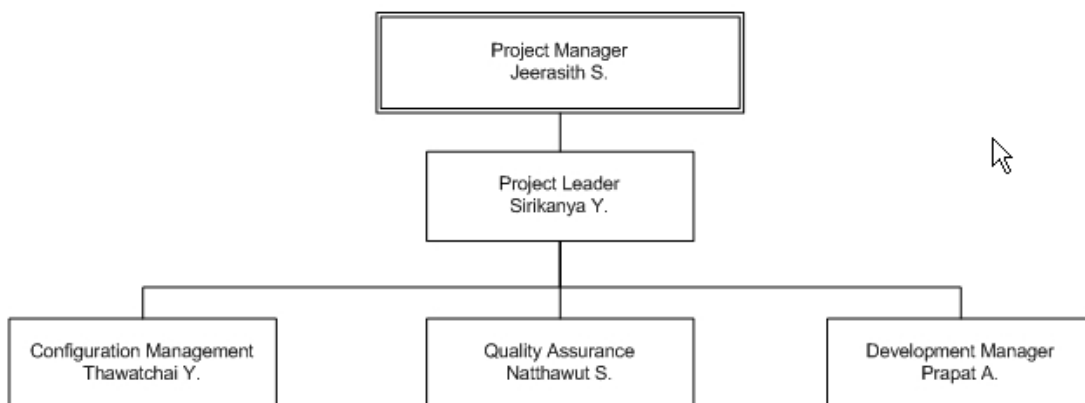 Project Manager
Jeerasith S.
Project Leader
Sirikanya Y.
Configuration Management
Thawatchai Y.
Quality Assurance
Natthawut S.
Development Manager
Prapat A.